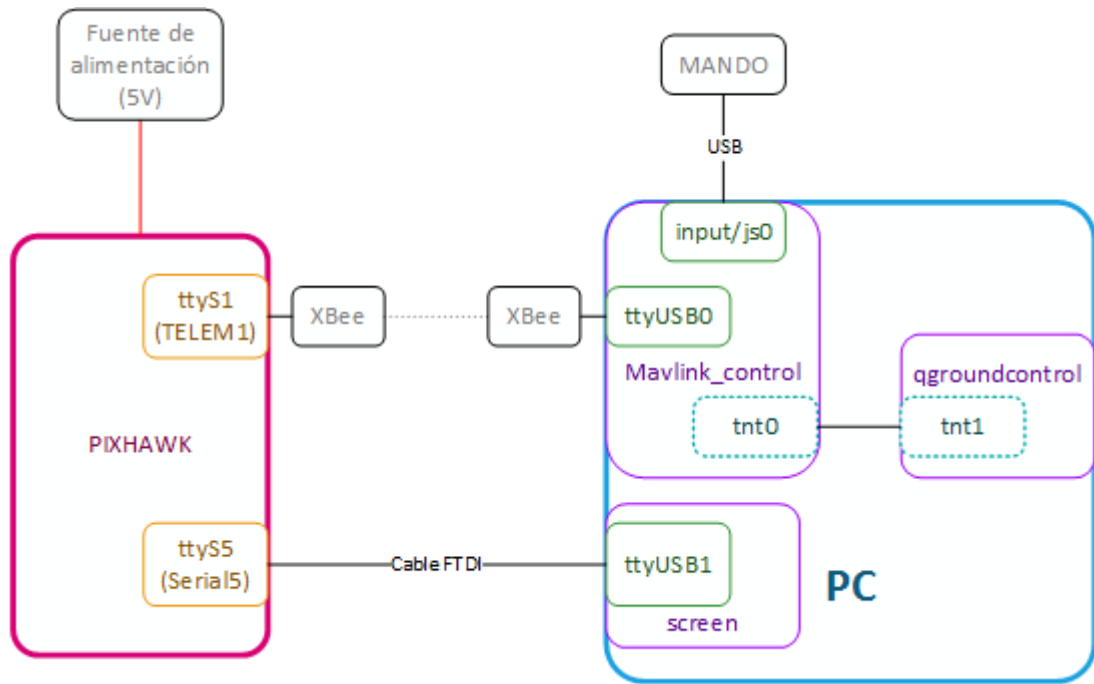 Fuente de
alimentación
(5V)
MANDO
USB
input/js0
ttyS1
(TELEM1)
XBee
XBee
ttyUSB0
Mavlink_control
qgroundcontrol
tnt0
tnt1
PIXHAWK
ttyS5
(Serial5)
Cable FTDI
ttyUSB1
screen
PC